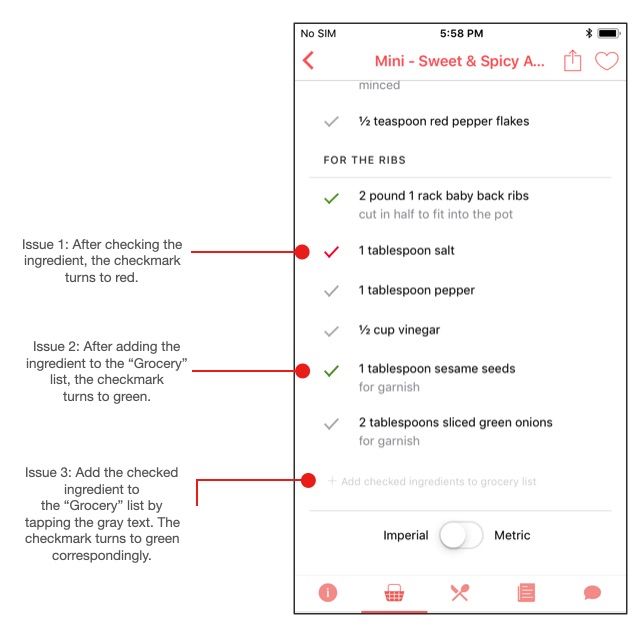 No SIM
5:58 PM
Mini - Sweet & Spicy A...
minced
½ teaspoon red pepper flakes
FOR THE RIBS
2 pound 1 rack baby back ribs
cut in half to fit into the pot
Issue 1: After checking the
ingredient, the checkmark
turns to red.
1 tablespoon salt
1 tablespoon pepper
½ cup vinegar
Issue 2: After adding the
ingredient to the “Grocery”
list, the checkmark
turns to green.
1 tablespoon sesame seeds
for garnish
2 tablespoons sliced green onions
for garnish
Issue 3: Add the checked
ingredient to
the “Grocery” list by
tapping the gray text. The
checkmark turns to green
correspondingly.
+ Add checked ingredients to grocery list
Imperial
Metric